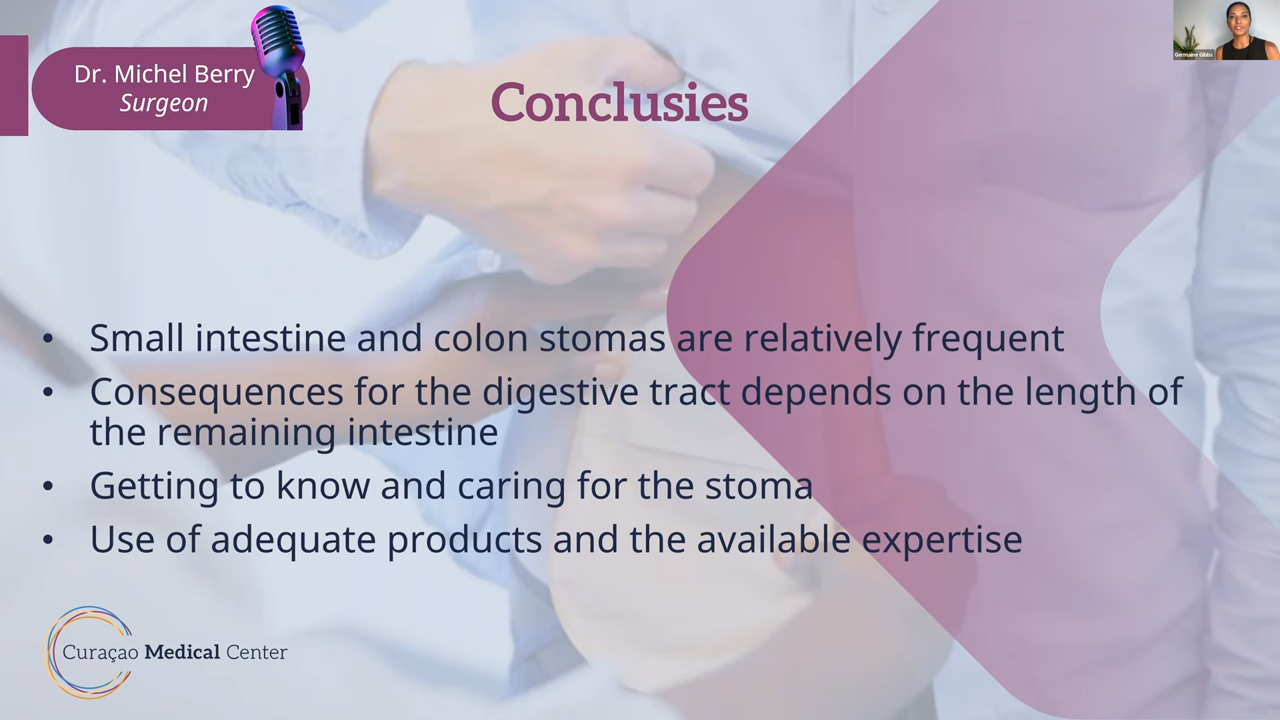 Dr. Michel Berry
Surgeon
Germaine Gibbs
Conclusies
• Small intestine and colon stomas are relatively frequent
• Consequences for the digestive tract depends on the length of
the remaining intestine
• Getting to know and caring for the stoma
• Use of adequate products and the available expertise
Curaçao Medical Center